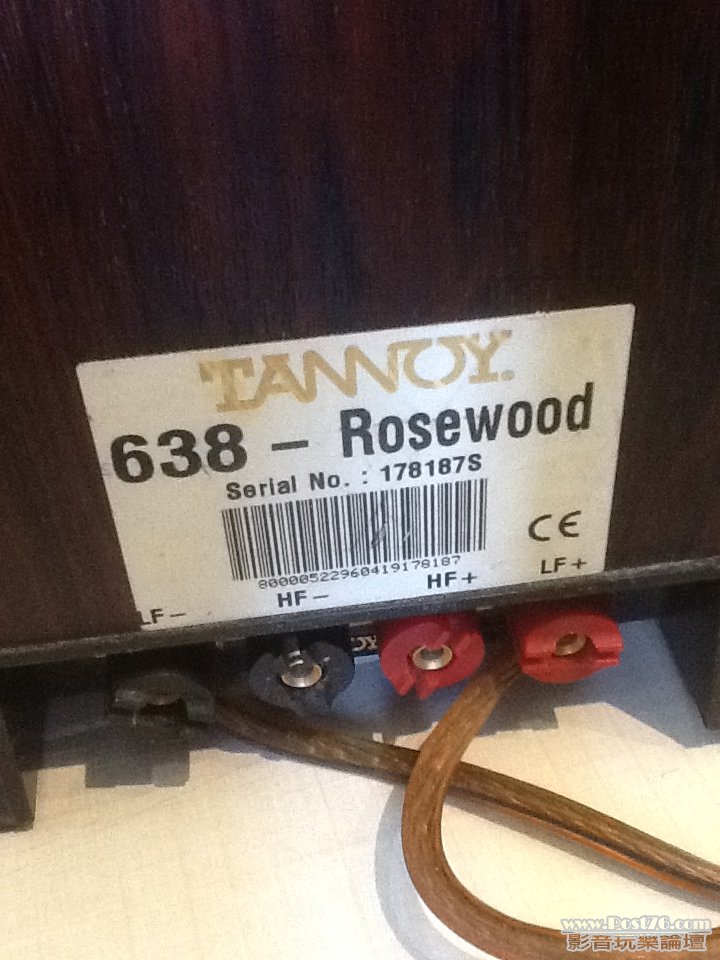 TANNOY
638 – Rosewood
Serial No. : 178187S
80000522960419178187
CE
LF– HF– HF+ LF+
www.Post76.com
影音玩樂論壇